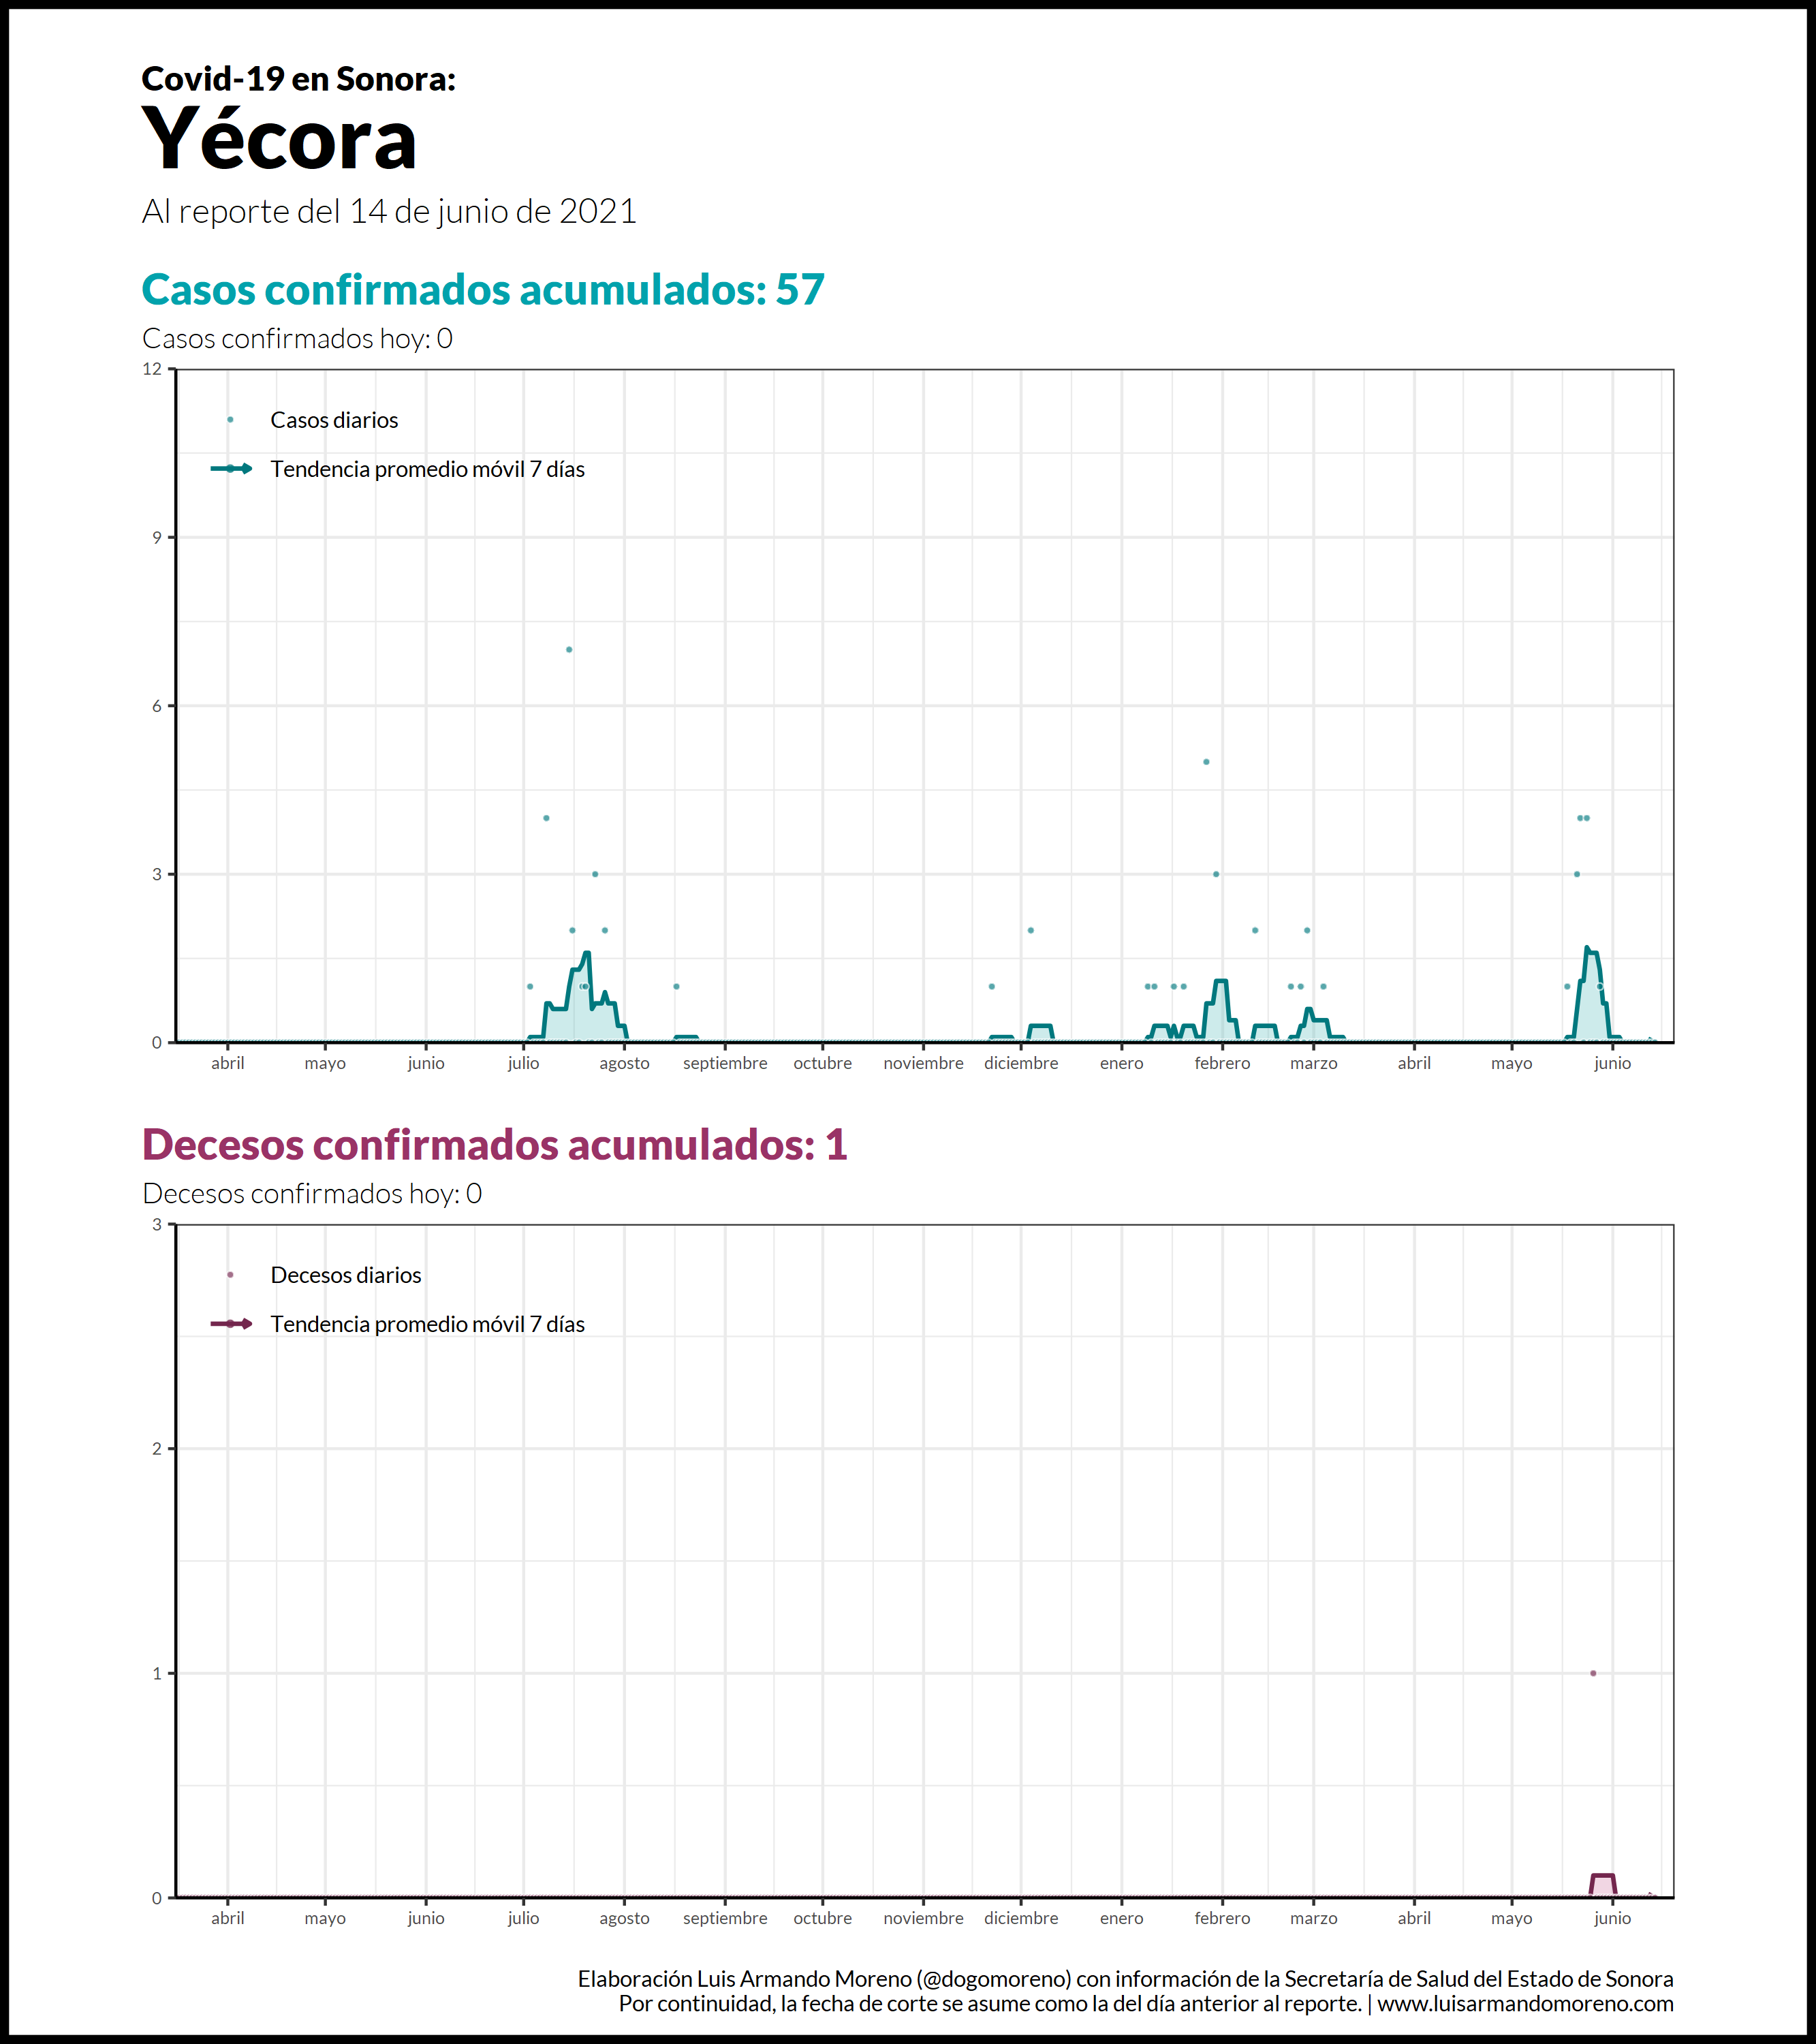 Covid-19 en Sonora:
Yécora
Al reporte del 14 de junio de 2021
Casos confirmados acumulados: 57
Casos confirmados hoy: 0
12
9
6
3
0
Casos diarios
Tendencia promedio móvil 7 días
abril mayo junio julio agosto septiembre octubre noviembre diciembre enero febrero marzo abril mayo junio
Decesos confirmados acumulados: 1
Decesos confirmados hoy: 0
3
2
1
0
Decesos diarios
Tendencia promedio móvil 7 días
abril mayo junio julio agosto septiembre octubre noviembre diciembre enero febrero marzo abril mayo junio
Elaboración Luis Armando Moreno (@dogomoreno) con información de la Secretaría de Salud del Estado de Sonora
Por continuidad, la fecha de corte se asume como la del día anterior al reporte. | www.luisarmandomoreno.com